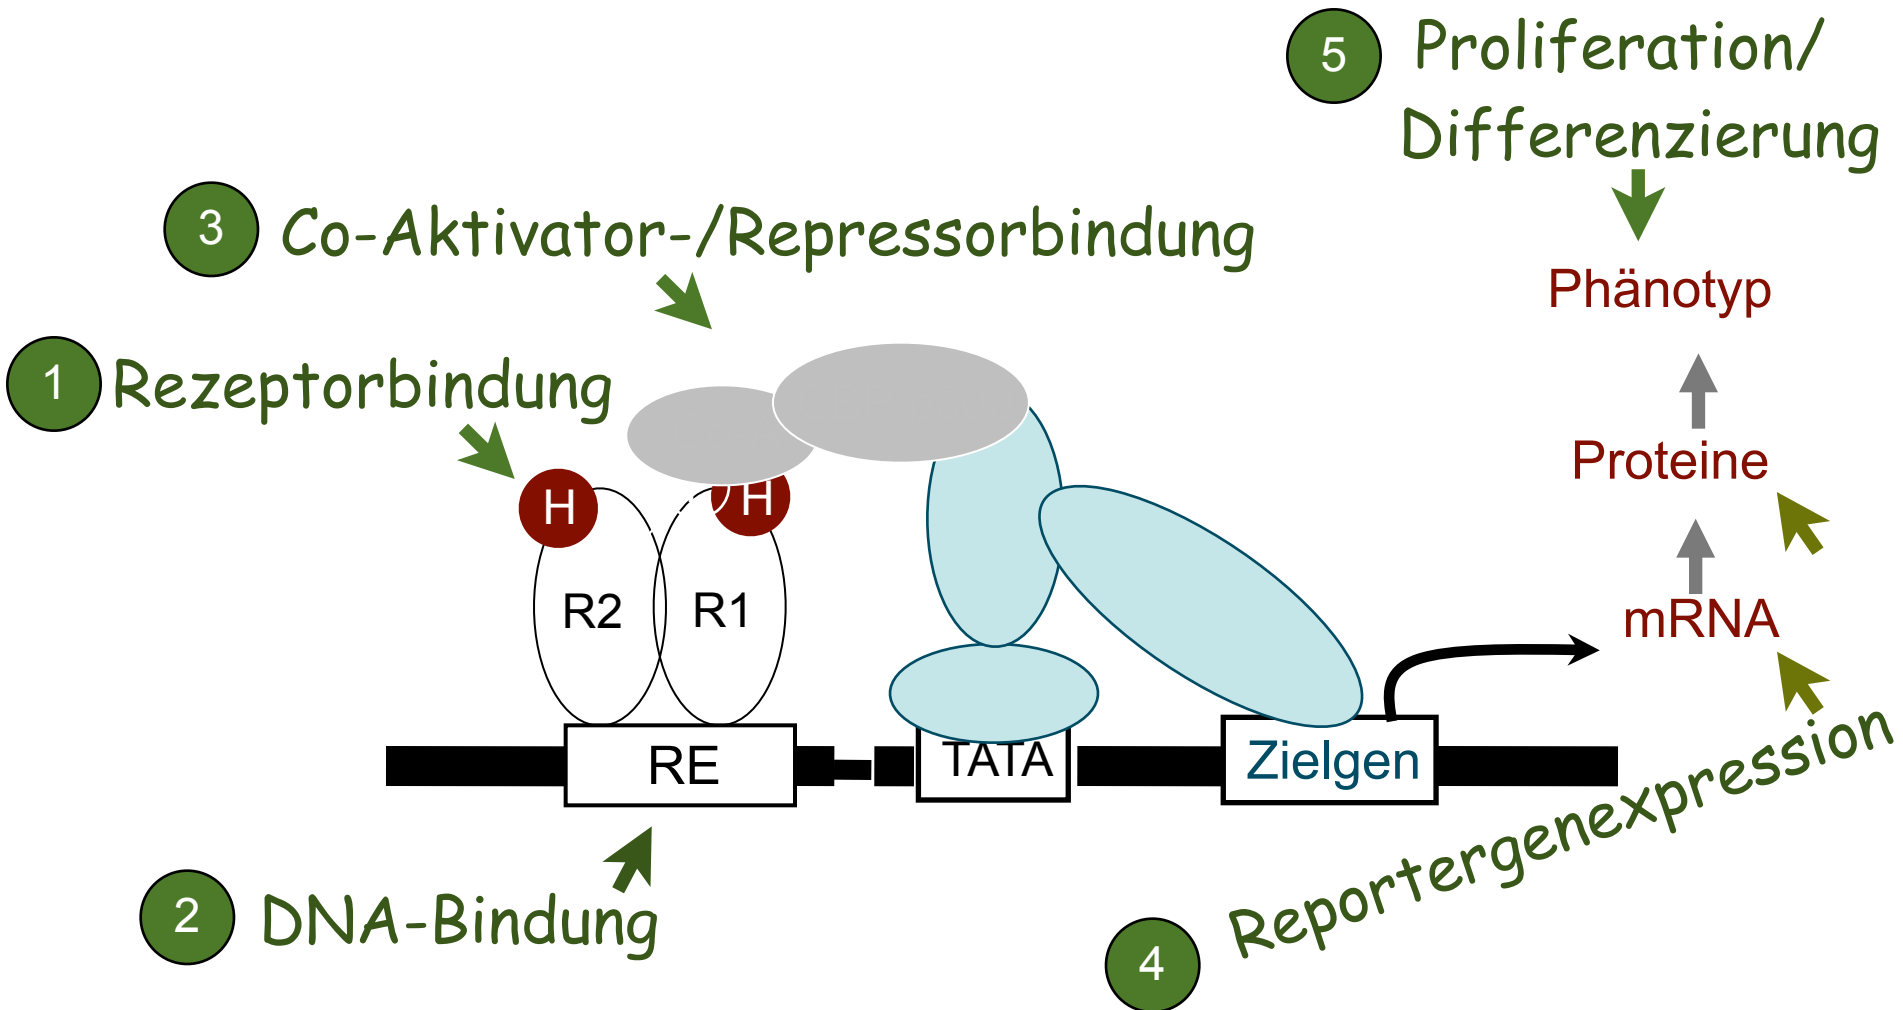 5
Proliferation/
Differenzierung
3
Co-Aktivator-/Repressorbindung
Phänotyp
1
Rezeptorbindung
Proteine
H
H
R2
R1
mRNA
RE
TATA
Zielgen
Reportergenexpression
2
DNA-Bindung
4